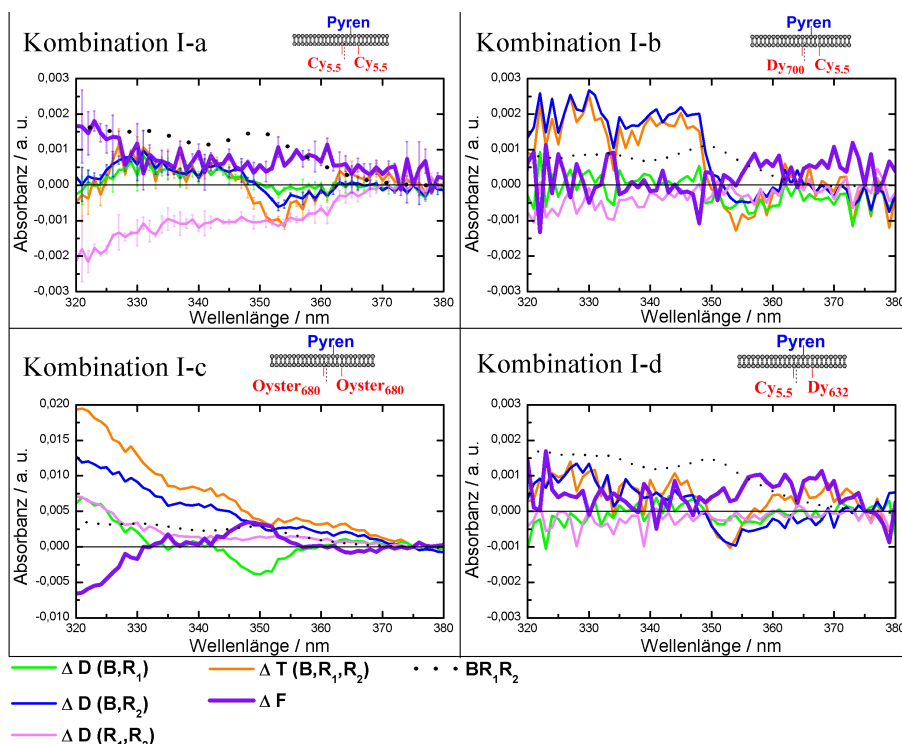 Kombination I-a
Pyren
Cy5.5 Cy5.5
Absorbanz / a. u.
0,003
0,002
0,001
0,000
-0,001
-0,002
-0,003
320 330 340 350 360 370 380
Wellenlänge / nm
Kombination I-b
Pyren
Dy700 Cy5.5
Absorbanz / a. u.
0,003
0,002
0,001
0,000
-0,001
-0,002
-0,003
320 330 340 350 360 370 380
Wellenlänge / nm
Kombination I-c
Pyren
Oyster680 Oyster680
Absorbanz / a. u.
0,020
0,015
0,010
0,005
0,000
-0,005
-0,010
320 330 340 350 360 370 380
Wellenlänge / nm
Kombination I-d
Pyren
Cy5.5 Dy632
Absorbanz / a. u.
0,003
0,002
0,001
0,000
-0,001
-0,002
-0,003
320 330 340 350 360 370 380
Wellenlänge / nm
Δ D (B,R1) Δ T (B,R1,R2) BR1R2
Δ D (B,R2) Δ F
Δ D (R1,R2)